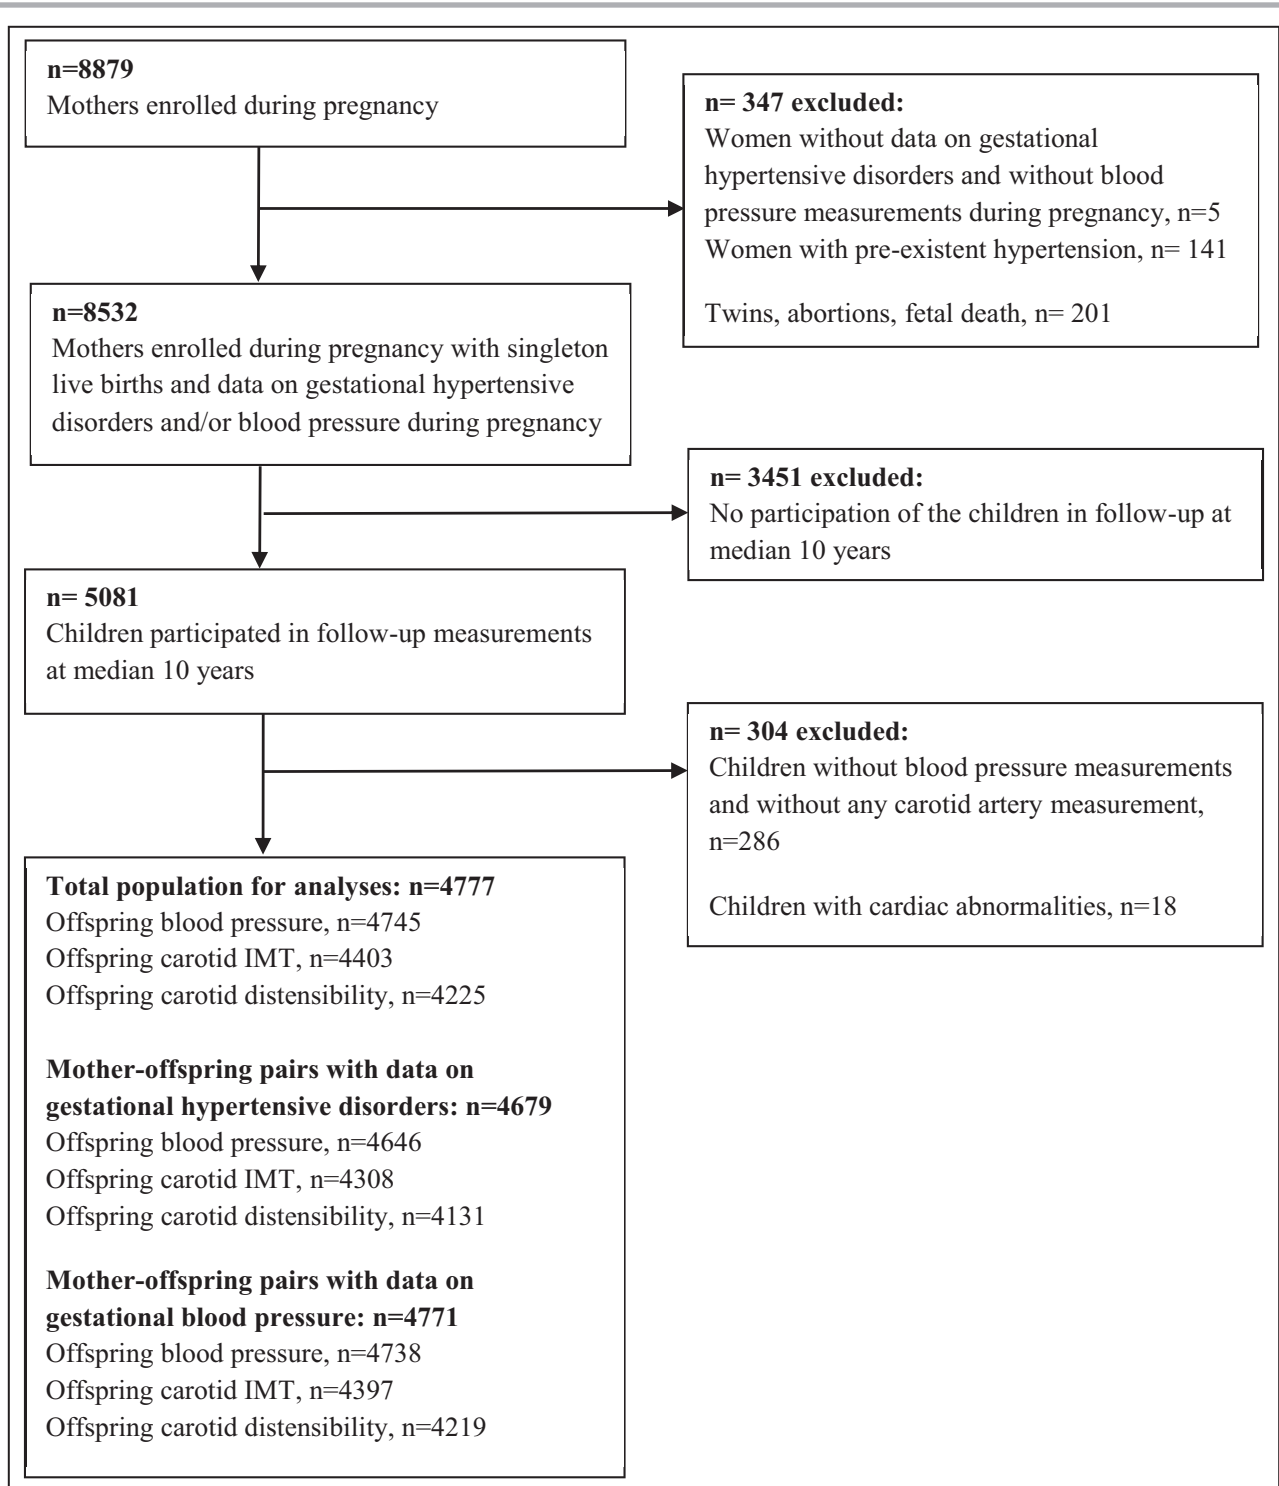 n=8879
Mothers enrolled during pregnancy
n= 347 excluded:
Women without data on gestational
hypertensive disorders and without blood
pressure measurements during pregnancy, n=5
Women with pre-existent hypertension, n= 141
Twins, abortions, fetal death, n= 201
n=8532
Mothers enrolled during pregnancy with singleton
live births and data on gestational hypertensive
disorders and/or blood pressure during pregnancy
n= 3451 excluded:
No participation of the children in follow-up at
median 10 years
n= 5081
Children participated in follow-up measurements
at median 10 years
n= 304 excluded:
Children without blood pressure measurements
and without any carotid artery measurement,
n=286
Children with cardiac abnormalities, n=18
Total population for analyses: n=4777
Offspring blood pressure, n=4745
Offspring carotid IMT, n=4403
Offspring carotid distensibility, n=4225
Mother-offspring pairs with data on
gestational hypertensive disorders: n=4679
Offspring blood pressure, n=4646
Offspring carotid IMT, n=4308
Offspring carotid distensibility, n=4131
Mother-offspring pairs with data on
gestational blood pressure: n=4771
Offspring blood pressure, n=4738
Offspring carotid IMT, n=4397
Offspring carotid distensibility, n=4219